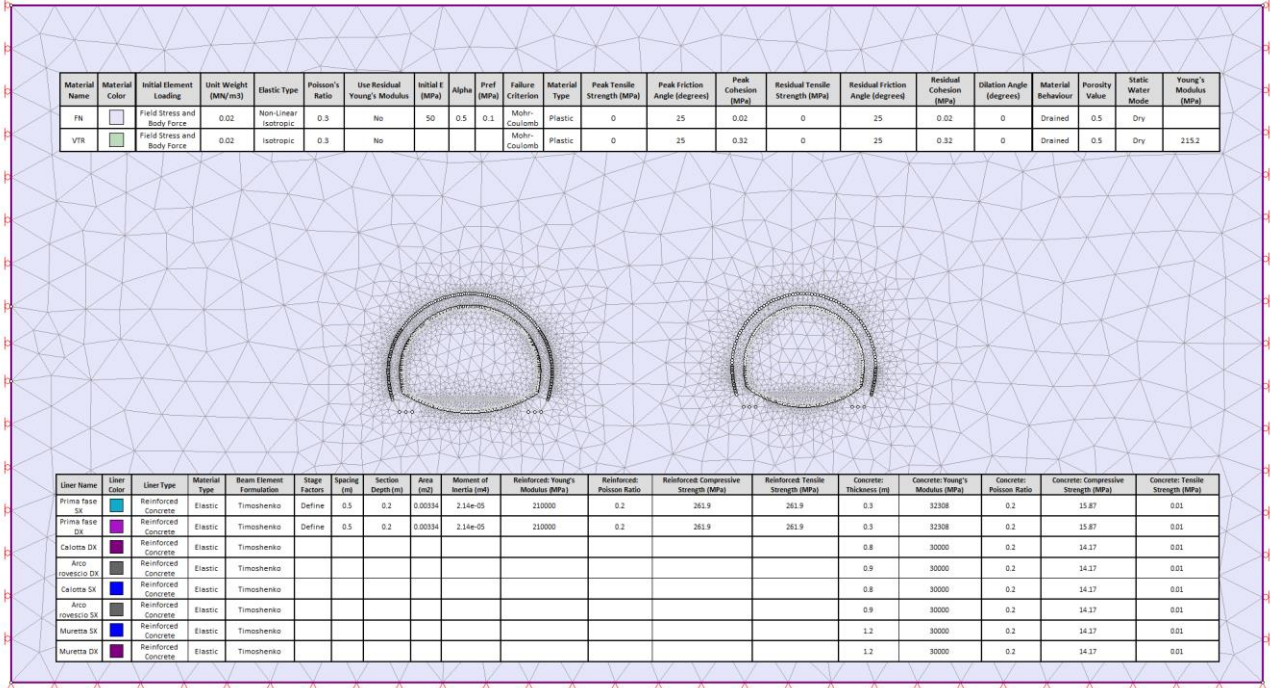 Material Name Material Color Initial Element Loading Unit Weight (MN/m3) Elastic Type Poisson's Ratio Use Residual Young's Modulus Initial E (MPa) Alpha Pref (MPa) Failure Criterion Material Type Peak Tensile Strength (MPa) Peak Friction Angle (degrees) Peak Cohesion (MPa) Residual Tensile Strength (MPa) Residual Friction Angle (degrees) Residual Cohesion (MPa) Dilation Angle (degrees) Material Behaviour Porosity Value Static Water Mode Young's Modulus (MPa)
FN Field Stress and Body Force 0.02 Non-Linear Isotropic 0.3 No 50 0.5 0.1 Mohr-Coulomb Plastic 0 25 0.02 0 25 0.02 0 Drained 0.5 Dry
VTR Field Stress and Body Force 0.02 Isotropic 0.3 No Mohr-Coulomb Plastic 0 25 0.32 0 25 0.32 0 Drained 0.5 Dry 215.2
Liner Name Liner Color Liner Type Material Type Beam Element Formulation Stage Factors Spacing (m) Section Depth (m) Area (m2) Moment of Inertia (m4) Reinforced: Young's Modulus (MPa) Reinforced: Poisson Ratio Reinforced: Compressive Strength (MPa) Reinforced: Tensile Strength (MPa) Concrete: Thickness (m) Concrete: Young's Modulus (MPa) Concrete: Poisson Ratio Concrete: Compressive Strength (MPa) Concrete: Tensile Strength (MPa)
Prima fase SX Reinforced Concrete Elastic Timoshenko Define 0.5 0.2 0.00334 2.14e-05 210000 0.2 261.9 261.9 0.3 32308 0.2 15.87 0.01
Prima fase DX Reinforced Concrete Elastic Timoshenko Define 0.5 0.2 0.00334 2.14e-05 210000 0.2 261.9 261.9 0.3 32308 0.2 15.87 0.01
Calotta DX Reinforced Concrete Elastic Timoshenko 0.8 30000 0.2 14.17 0.01
Arco rovescio DX Reinforced Concrete Elastic Timoshenko 0.9 30000 0.2 14.17 0.01
Calotta SX Reinforced Concrete Elastic Timoshenko 0.8 30000 0.2 14.17 0.01
Arco rovescio SX Reinforced Concrete Elastic Timoshenko 0.9 30000 0.2 14.17 0.01
Muretta SX Reinforced Concrete Elastic Timoshenko 1.2 30000 0.2 14.17 0.01
Muretta DX Reinforced Concrete Elastic Timoshenko 1.2 30000 0.2 14.17 0.01